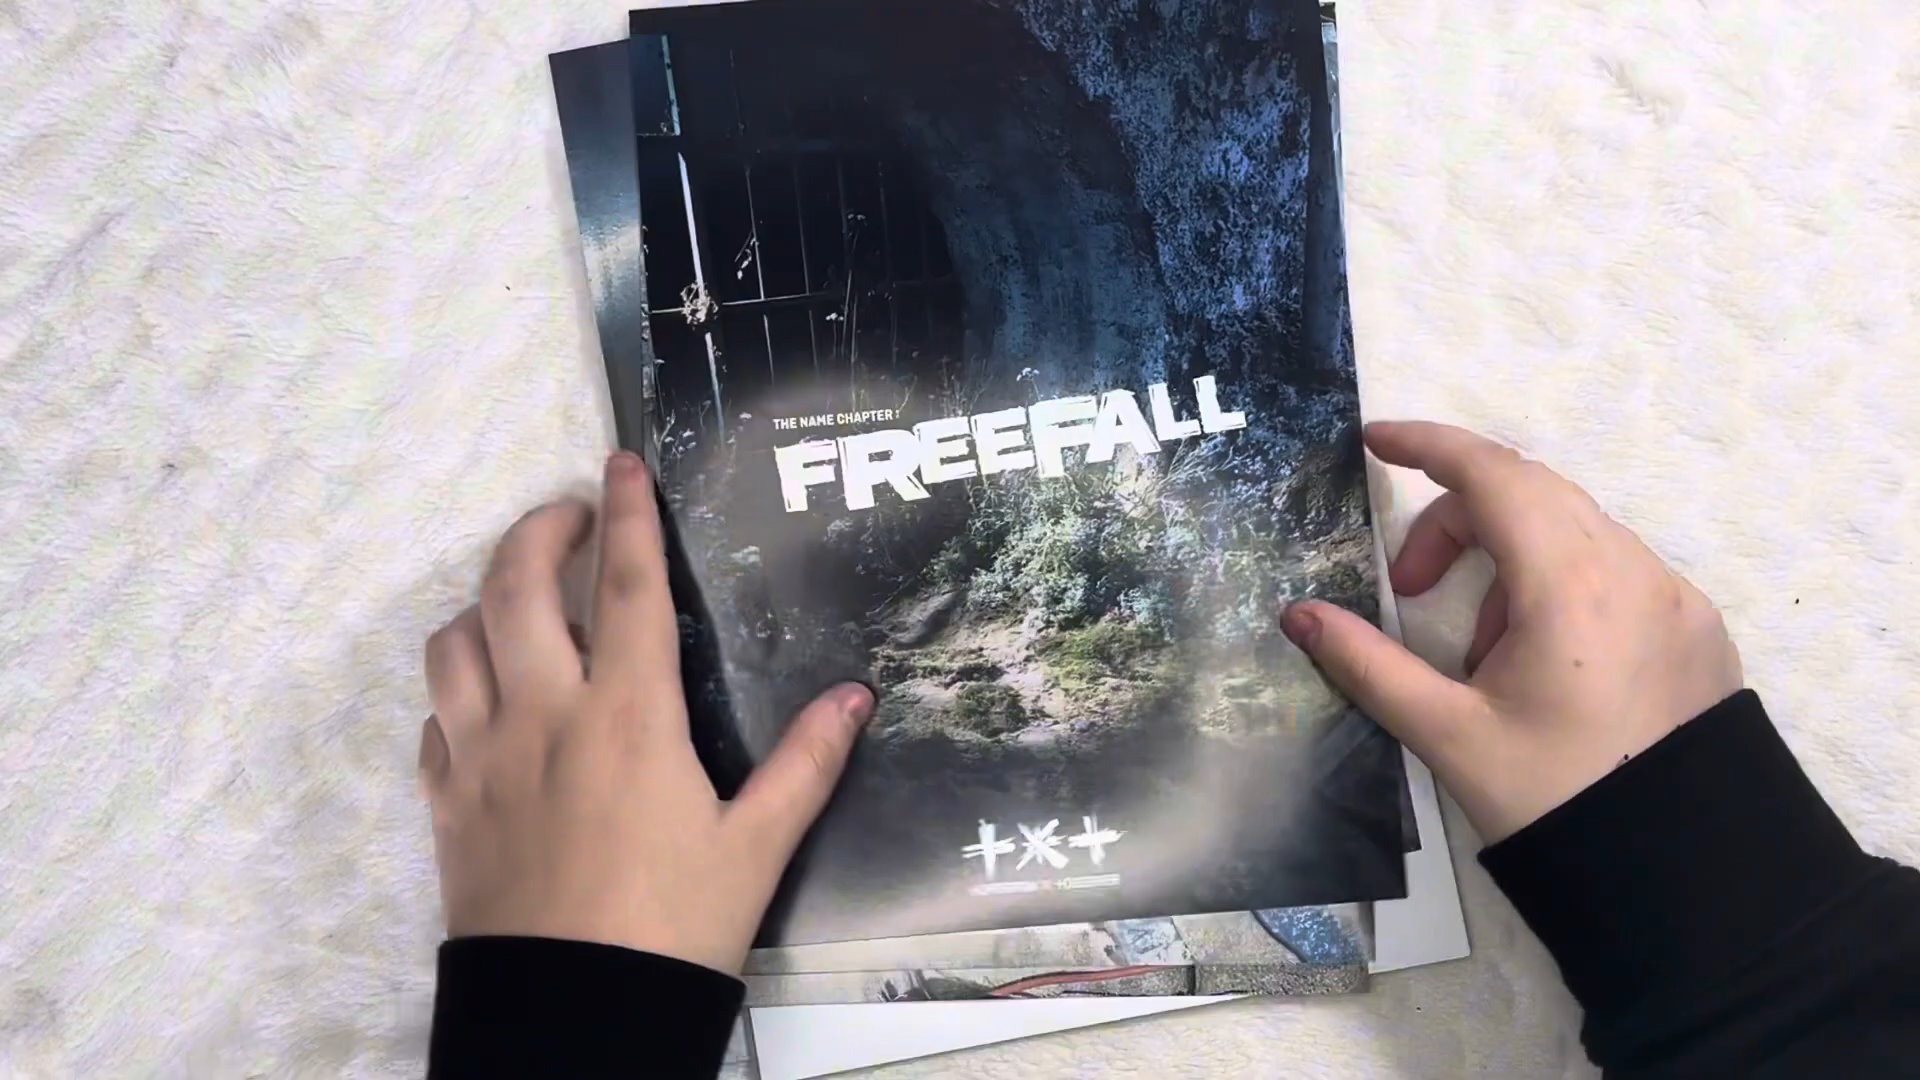 THE NAME CHAPTER :
FREEFALL
+x+